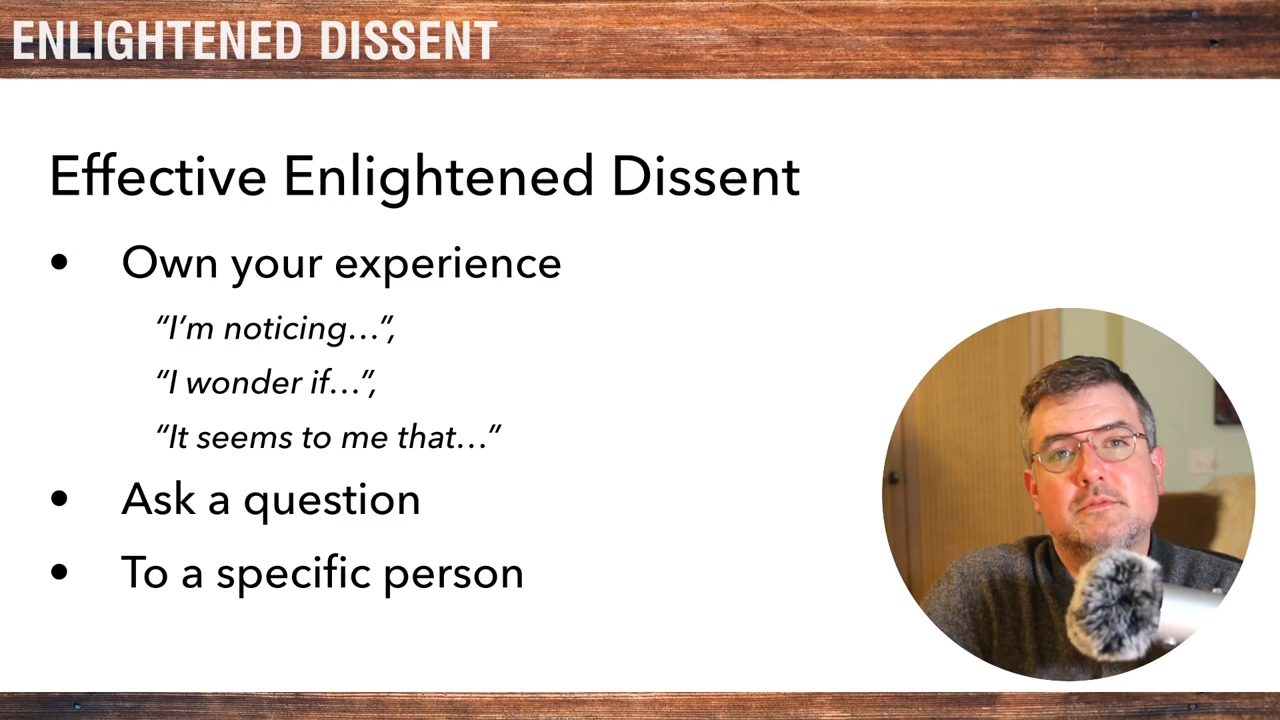 ENLIGHTENED DISSENT
Effective Enlightened Dissent
• Own your experience
“I’m noticing…”,
“I wonder if…”,
“It seems to me that…”
• Ask a question
• To a specific person